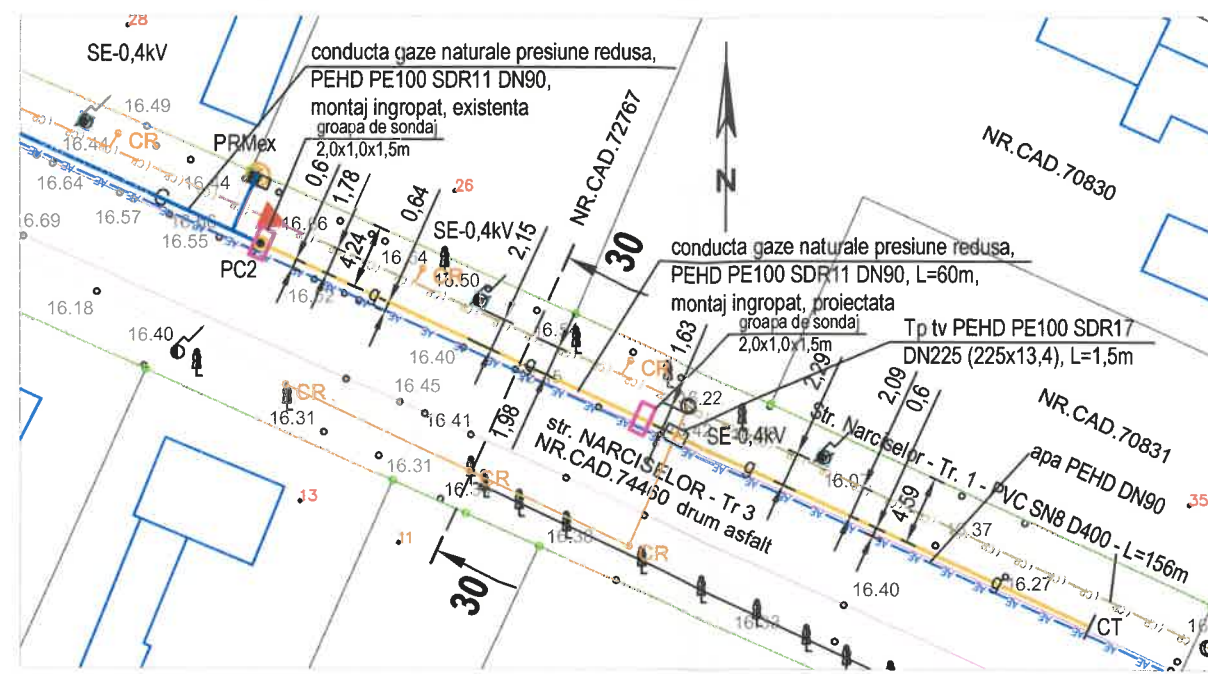 28
SE-0,4kV
conducta gaze naturale presiune redusa,
PEHD PE100 SDR11 DN90,
montaj ingropat, existenta
groapa de sondaj
2,0x1,0x1,5m
16.49
CR
16.44
PRMex
16.64
16.57
16.55
16.69
G
PC2
0,6
1,78
4,24
0,64
26
SE-0,4kV
2,15
NR.CAD.72767
N
NR.CAD.70830
30
16.50
CR
conducta gaze naturale presiune redusa,
PEHD PE100 SDR11 DN90, L=60m,
montaj ingropat, proiectata
groapa de sondaj
2,0x1,0x1,5m
Tp tv PEHD PE100 SDR17
DN225 (225x13,4), L=1,5m
16.18
16.40
16.40
16.45
16.41
CR
16.31
16.31
1,98
1,63
CR
2,29
2,09
0,6
4,59
SE-0,4kV
NR.CAD.70831
str. NARCISELOR - Tr 3
NR.CAD.74460 drum asfalt
Str. Narciselor - Tr. 1 - PVC SN8 D400 - L=156m
apa PEHD DN90
35
13
11
CR
CR
30
16.40
16.27
g
CT